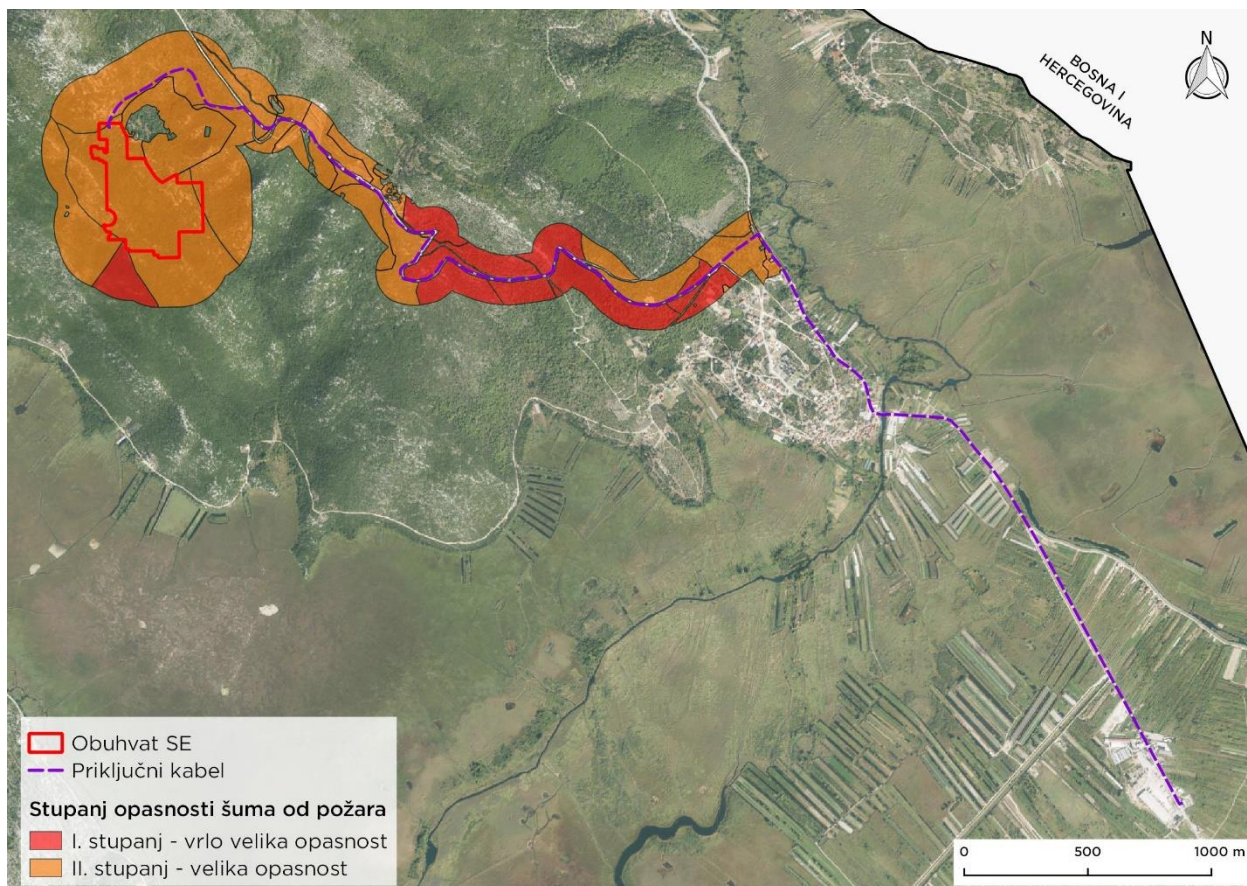 N
BOSNA I
HERCEGOVINA
Obuhvat SE
Priključni kabel
Stupanj opasnosti šuma od požara
I. stupanj - vrlo velika opasnost
II. stupanj - velika opasnost
0 500 1000 m